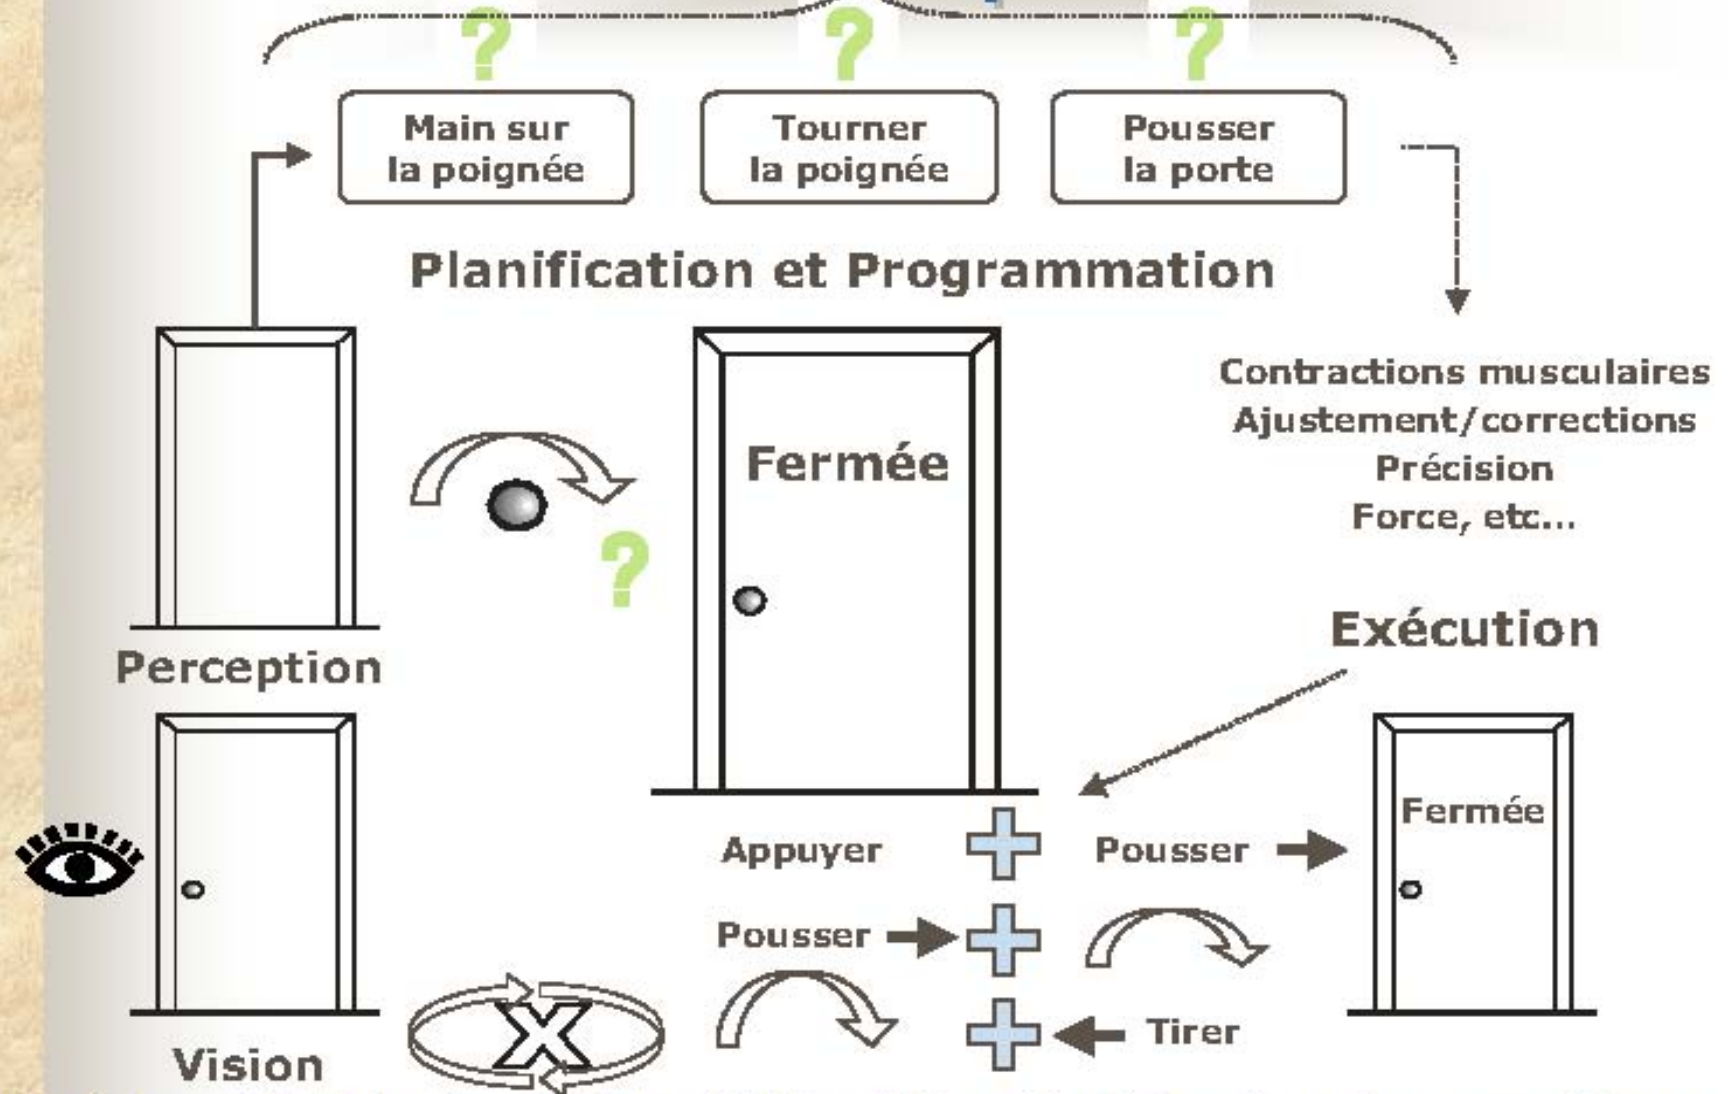 ? ? ?
Main sur
la poignée
Tourner
la poignée
Pousser
la porte
Planification et Programmation
Contractions musculaires
Ajustement/corrections
Précision
Force, etc...
Fermée
?
Exécution
Perception
Fermée
Appuyer
Pousser
Pousser
X
Tirer
Vision